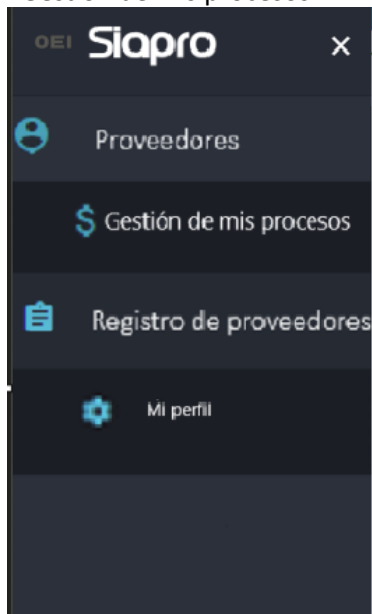 OEI Siapro ×
Proveedores
$ Gestión de mis procesos
Registro de proveedores
Mi perfil